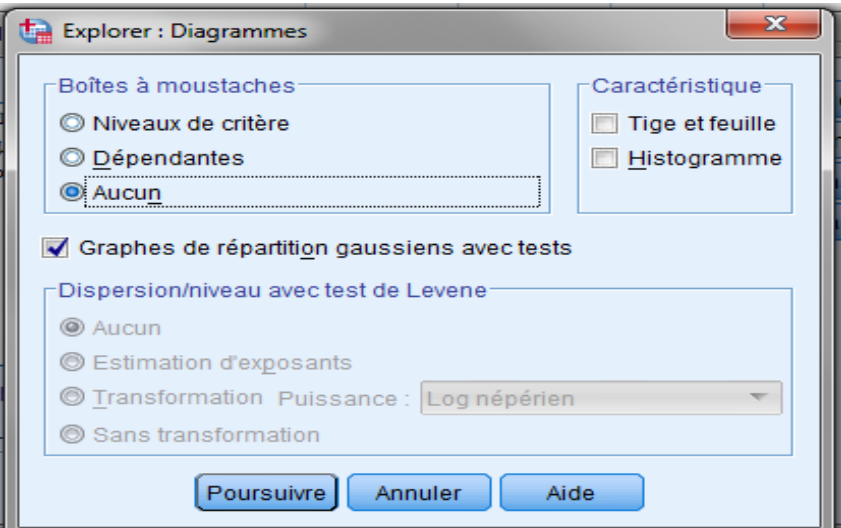 Explorer : Diagrammes
Boîtes à moustaches
Niveaux de critère
Dépendantes
Aucun
Caractéristique
Tige et feuille
Histogramme
Graphes de répartition gaussiens avec tests
Dispersion/niveau avec test de Levene
Aucun
Estimation d'exposants
Transformation Puissance : Log népérien
Sans transformation
Poursuivre Annuler Aide